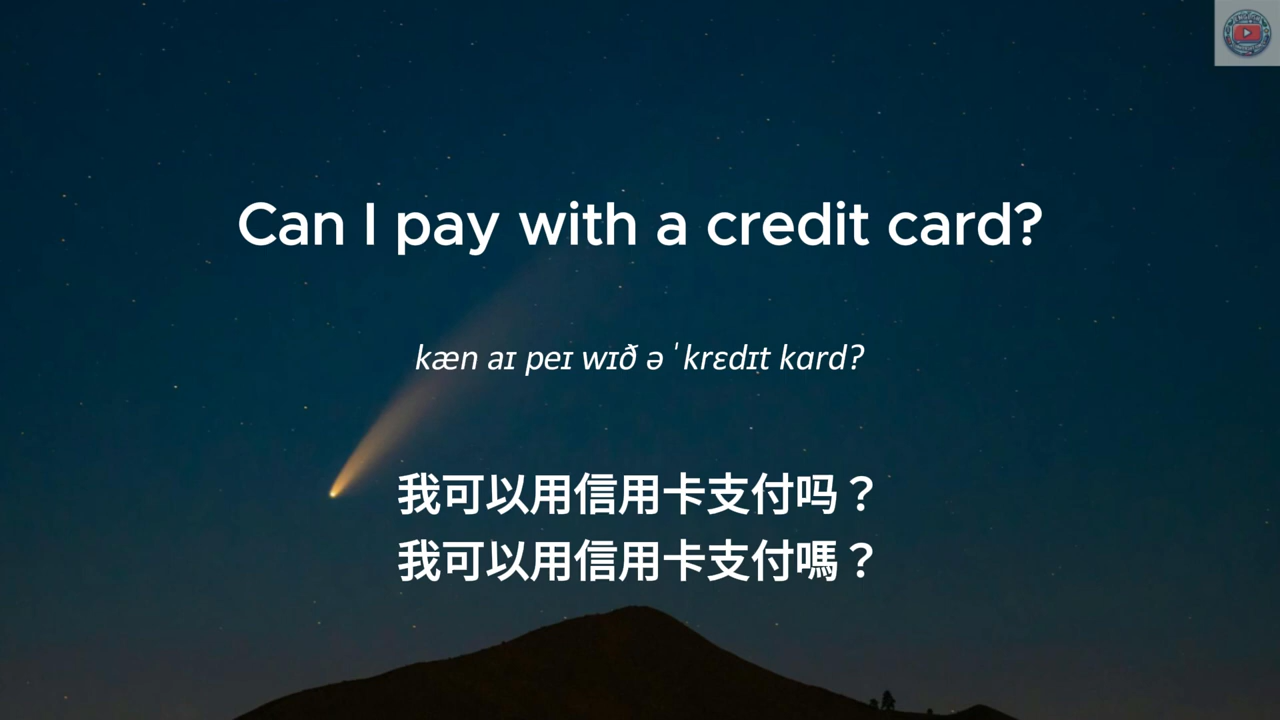 Can I pay with a credit card?
kæn aɪ peɪ wɪð ə ˈkrɛdɪt kɑrd?
我可以用信用卡支付吗？
我可以用信用卡支付嗎？